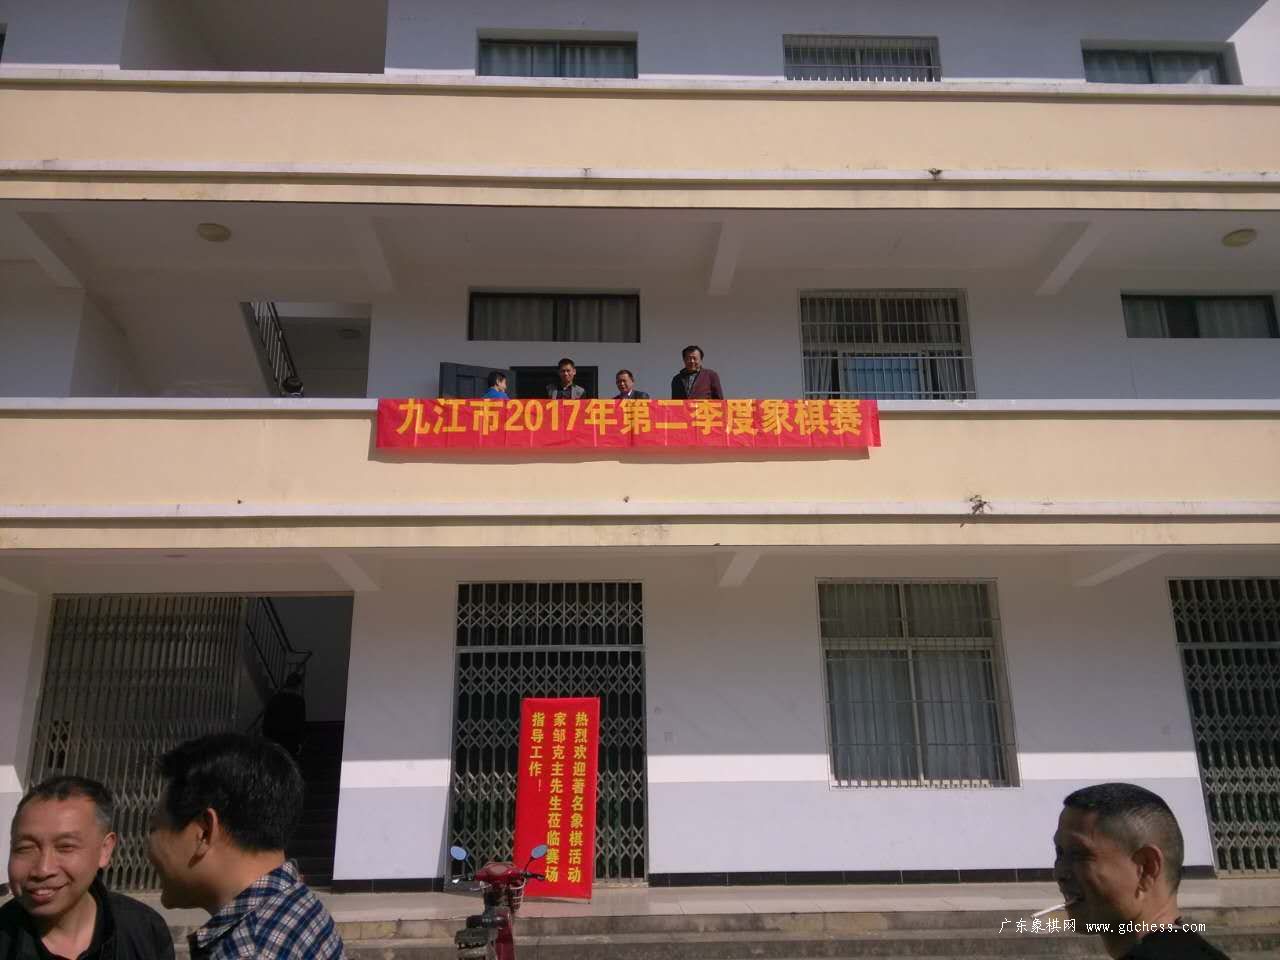 九江市2017年第二季度象棋赛
热烈欢迎著名象棋活动
家邹克主先生莅临赛场
指导工作！
广东象棋网 www.gdchess.com